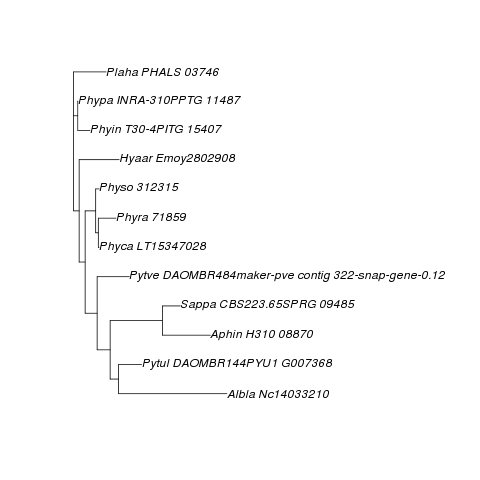 Plaha PHALS 03746
Phypa INRA-310PPTG 11487
Phyin T30-4PITG 15407
Hyaar Emoy2802908
Physo 312315
Phyra 71859
Phyca LT15347028
Pytve DAOMBR484maker-pve contig 322-snap-gene-0.12
Sappa CBS223.65SPRG 09485
Aphin H310 08870
Pytul DAOMBR144PYU1 G007368
Albla Nc14033210